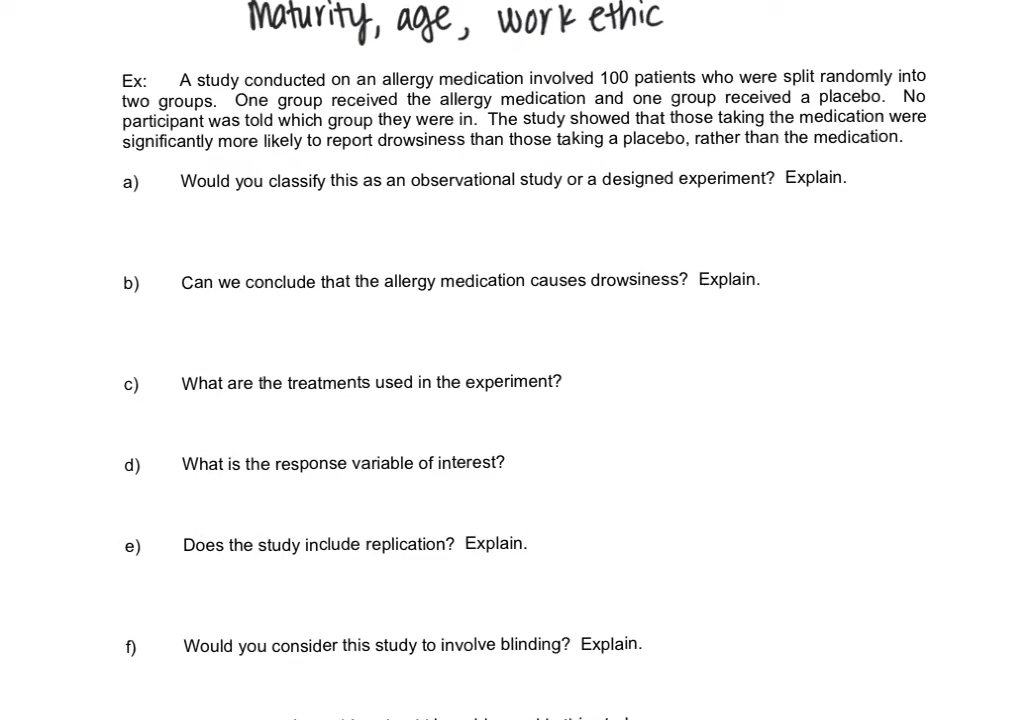 Maturity, age, work ethic
Ex: A study conducted on an allergy medication involved 100 patients who were split randomly into
two groups. One group received the allergy medication and one group received a placebo. No
participant was told which group they were in. The study showed that those taking the medication were
significantly more likely to report drowsiness than those taking a placebo, rather than the medication.
a) Would you classify this as an observational study or a designed experiment? Explain.
b) Can we conclude that the allergy medication causes drowsiness? Explain.
c) What are the treatments used in the experiment?
d) What is the response variable of interest?
e) Does the study include replication? Explain.
f) Would you consider this study to involve blinding? Explain.